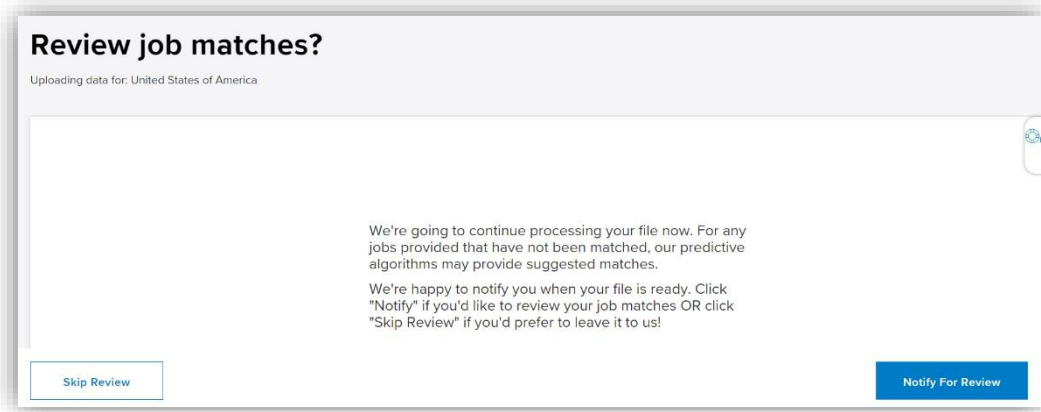 Review job matches?
Uploading data for: United States of America
We're going to continue processing your file now. For any
jobs provided that have not been matched, our predictive
algorithms may provide suggested matches.
We're happy to notify you when your file is ready. Click
"Notify" if you'd like to review your job matches OR click
"Skip Review" if you'd prefer to leave it to us!
Skip Review
Notify For Review